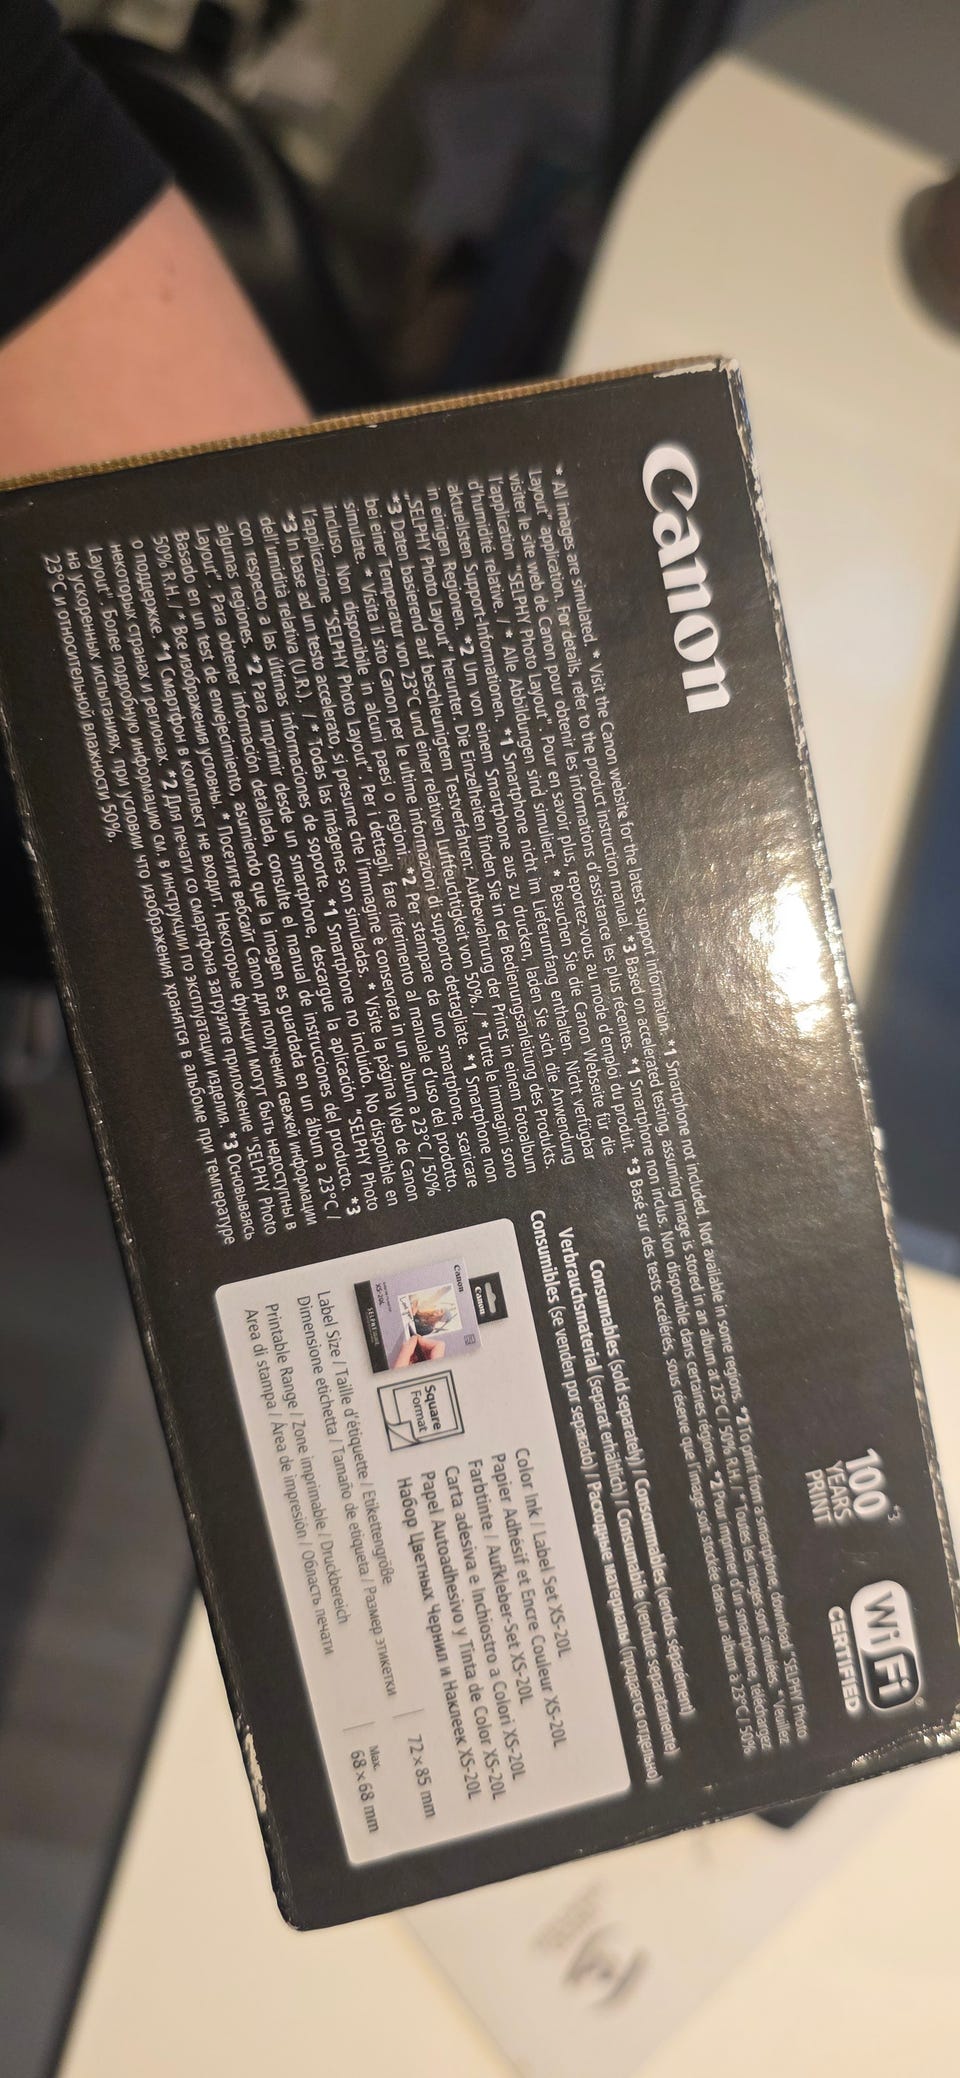 Canon
100 *3
YEARS
PRINT
Wi Fi
CERTIFIED
* All images are simulated. * Visit the Canon website for the latest support information. *1 Smartphone not included. Not available in some regions. *2 To print from a smartphone, download "SELPHY Photo
Layout" application. For details, refer to the product instruction manual. *3 Based on accelerated testing, assuming image is stored in an album at 23°C / 50% R.H. / * Toutes les images sont simulées. * Veuillez
visiter le site web de Canon pour obtenir les informations d'assistance les plus récentes. *1 Smartphone non inclus. Non disponible dans certaines régions. *2 Pour imprimer d'un smartphone, téléchargez
l'application "SELPHY Photo Layout". Pour en savoir plus, reportez-vous au mode d'emploi du produit. *3 Basé sur des tests accélérés, sous réserve que l'image soit stockée dans un album à 23°C / 50%
d'humidité relative. / * Alle Abbildungen sind simuliert. * Besuchen Sie die Canon Webseite für die
aktuellsten Support-Informationen. *1 Smartphone nicht im Lieferumfang enthalten. Nicht verfügbar
in einigen Regionen. *2 Um von einem Smartphone aus zu drucken, laden Sie sich die Anwendung
„SELPHY Photo Layout" herunter. Die Einzelheiten finden Sie in der Bedienungsanleitung des Produkts.
*3 Daten basierend auf beschleunigtem Testverfahren. Aufbewahrung der Prints in einem Fotoalbum
bei einer Temperatur von 23°C und einer relativen Luftfeuchtigkeit von 50%. / * Tutte le immagini sono
simulate. * Visita il sito Canon per le ultime informazioni di supporto dettagliate. *1 Smartphone non
incluso. Non disponibile in alcuni paesi o regioni. *2 Per stampare da uno smartphone, scaricare
l'applicazione "SELPHY Photo Layout". Per i dettagli, fare riferimento al manuale d'uso del prodotto.
*3 In base ad un testo accelerato, si presume che l'immagine è conservata in un album a 23°C / 50%
dell'umidità relativa (U.R.). / * Todas las imágenes son simuladas. * Visite la página Web de Canon
con respecto a las últimas informaciones de soporte. *1 Smartphone no incluido. No disponible en
algunas regiones. *2 Para imprimir desde un smartphone, descargue la aplicación "SELPHY Photo
Layout". Para obtener información detallada, consulte el manual de instrucciones del producto. *3
Basado en un test de envejecimiento, asumiendo que la imagen es guardada en un álbum a 23°C /
50% R.H. / * Все изображения условны. * Посетите вебсайт Canon для получения свежей информации
о поддержке. *1 Смартфон в комплект не входит. Некоторые функции могут быть недоступны в
некоторых странах и регионах. *2 Для печати со смартфона загрузите приложение "SELPHY Photo
Layout". Более подробную информацию см. в инструкции по эксплуатации изделия. *3 Основываясь
на ускоренных испытаниях, при условии что изображения хранятся в альбоме при температуре
23°C и относительной влажности 50%.
Consumables (sold separately) / Consommables (vendus séparément)
Verbrauchsmaterial (separat erhältlich) / Consumabile (vendute separatamente)
Consumibles (se venden por separado) / Расходные материалы (продается отдельно)
Canon
Canon
XS-20L
SELPHY
Square
Format
Color Ink / Label Set XS-20L
Papier Adhésif et Encre Couleur XS-20L
Farbtinte / Aufkleber-Set XS-20L
Carta adesiva e Inchiostro a Colori XS-20L
Papel Autoadhesivo y Tinta de Color XS-20L
Набор Цветных Чернил и Наклеек XS-20L
Label Size / Taille d'étiquette / Etikettengröße
Dimensione etichetta / Tamaño de etiqueta / Размер этикетки
72 x 85 mm
Printable Range / Zone imprimable / Druckbereich
Area di stampa / Área de impresión / Область печати
Max.
68 x 68 mm